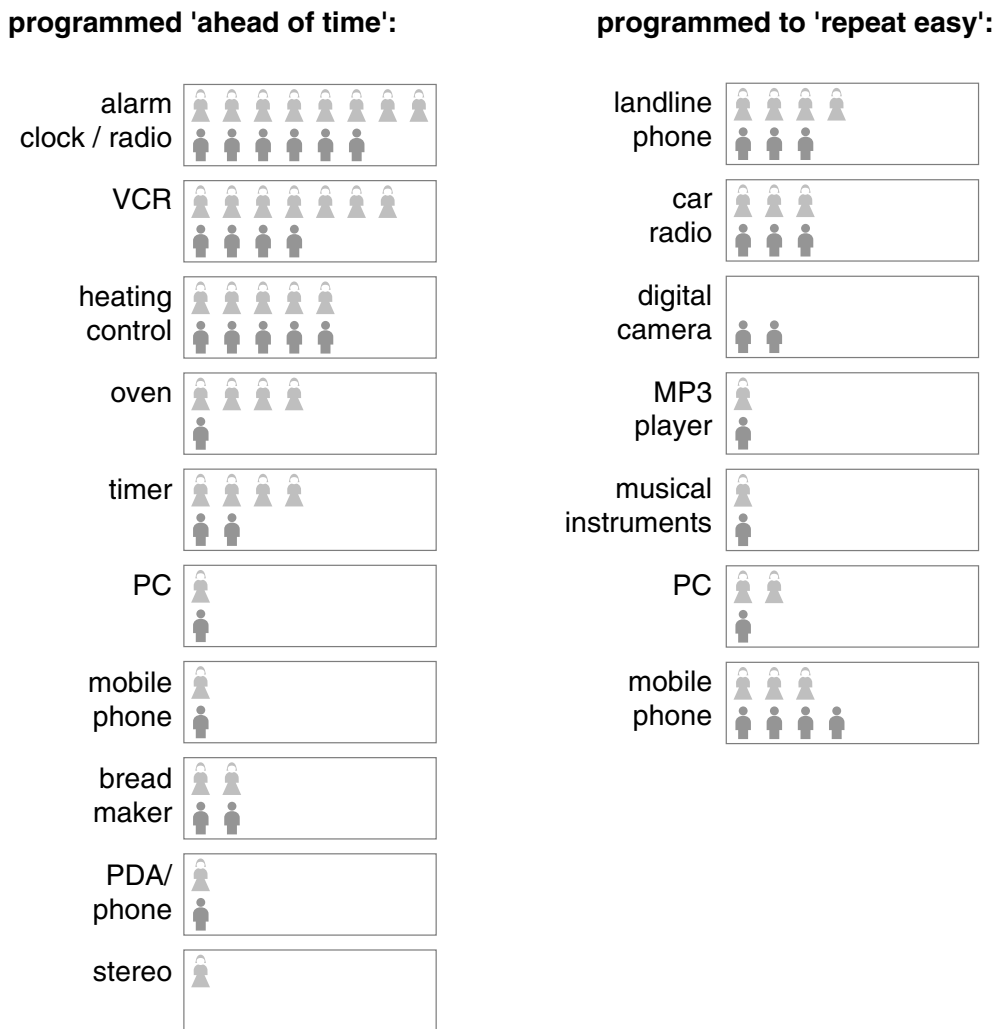 programmed 'ahead of time':
alarm
clock / radio
VCR
heating
control
oven
timer
PC
mobile
phone
bread
maker
PDA/
phone
stereo
programmed to 'repeat easy':
landline
phone
car
radio
digital
camera
MP3
player
musical
instruments
PC
mobile
phone